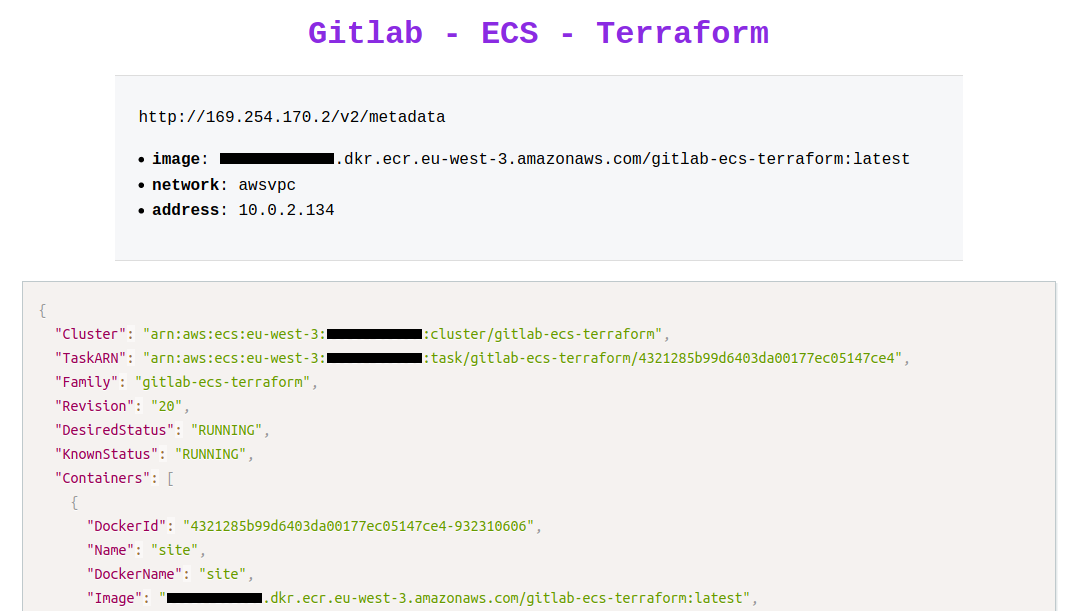 Gitlab - ECS - Terraform
http://169.254.170.2/v2/metadata
• image: .dkr.ecr.eu-west-3.amazonaws.com/gitlab-ecs-terraform:latest
• network: awsvpc
• address: 10.0.2.134
{
"Cluster": "arn:aws:ecs:eu-west-3: :cluster/gitlab-ecs-terraform",
"TaskARN": "arn:aws:ecs:eu-west-3: :task/gitlab-ecs-terraform/4321285b99d6403da00177ec05147ce4",
"Family": "gitlab-ecs-terraform",
"Revision": "20",
"DesiredStatus": "RUNNING",
"KnownStatus": "RUNNING",
"Containers": [
{
"DockerId": "4321285b99d6403da00177ec05147ce4-932310606",
"Name": "site",
"DockerName": "site",
"Image": " .dkr.ecr.eu-west-3.amazonaws.com/gitlab-ecs-terraform:latest",